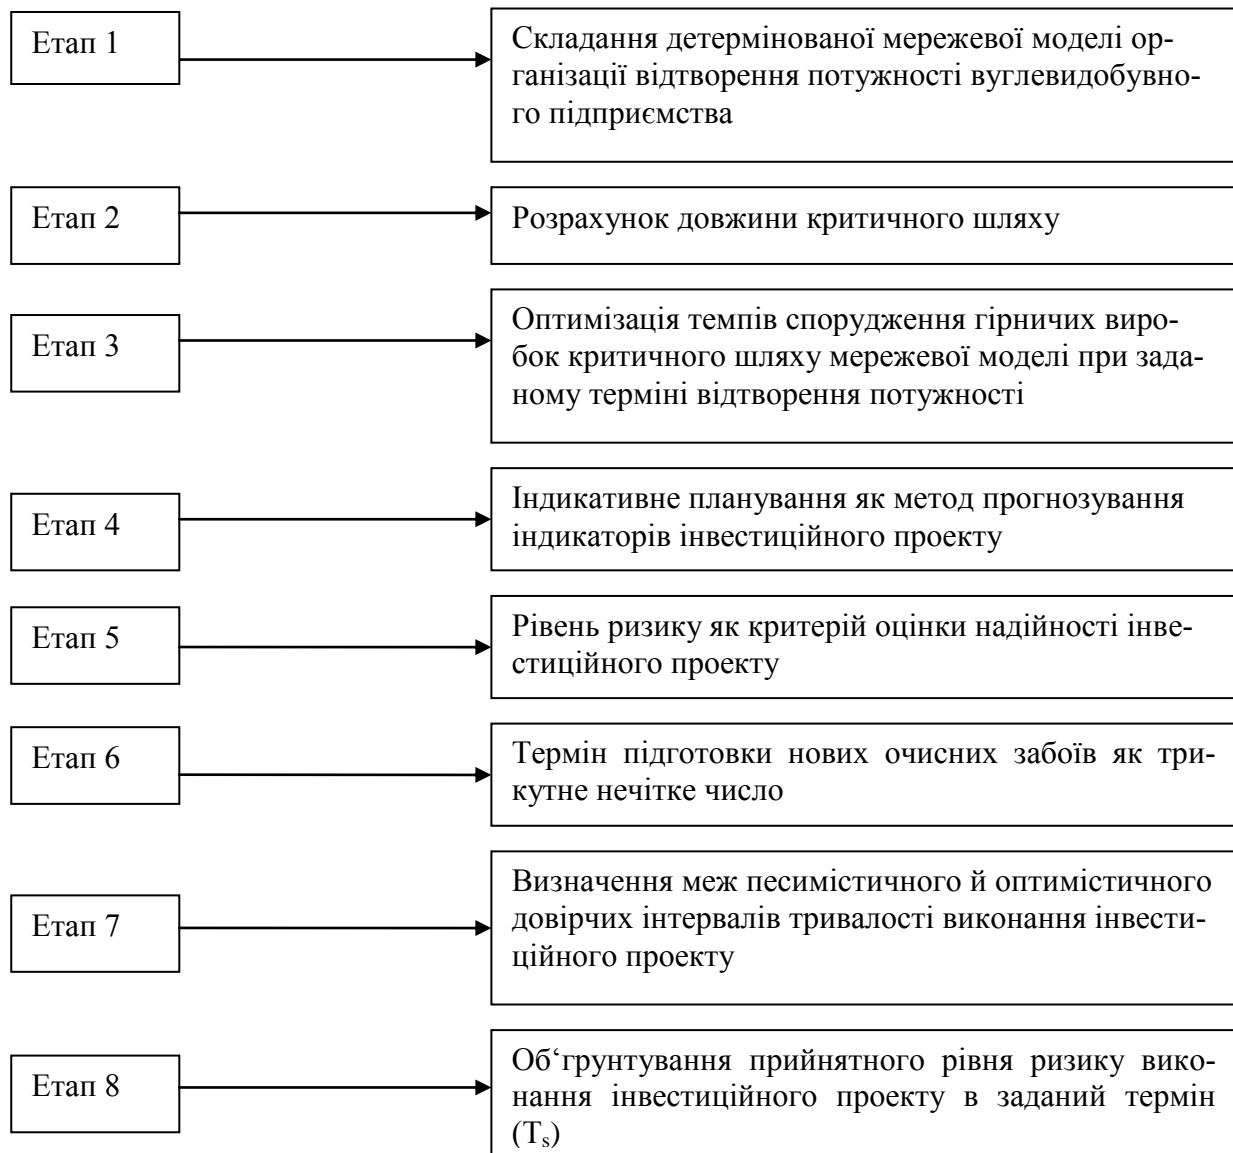 Етап 1
Складання детермінованої мережевої моделі ор-
ганізації відтворення потужності вуглевидобувно-
го підприємства
Етап 2
Розрахунок довжини критичного шляху
Етап 3
Оптимізація темпів спорудження гірничих виро-
бок критичного шляху мережевої моделі при зада-
ному терміні відтворення потужності
Етап 4
Індикативне планування як метод прогнозування
індикаторів інвестиційного проекту
Етап 5
Рівень ризику як критерій оцінки надійності інве-
стиційного проекту
Етап 6
Термін підготовки нових очисних забоїв як три-
кутне нечітке число
Етап 7
Визначення меж песимістичного й оптимістичного
довірчих інтервалів тривалості виконання інвести-
ційного проекту
Етап 8
Об‘грунтування прийнятного рівня ризику вико-
нання інвестиційного проекту в заданий термін
(Tₛ)